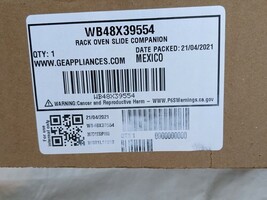 WB48X39554
RACK OVEN SLIDE COMPANION
QTY: 1
DATE PACKED: 21/04/2021
WWW.GEAPPLIANCES.COM MEXICO
WB48X39554
WARNING: Cancer and Reproductive Harm - www.P65Warnings.ca.gov
21/04/2021
WB48X39554